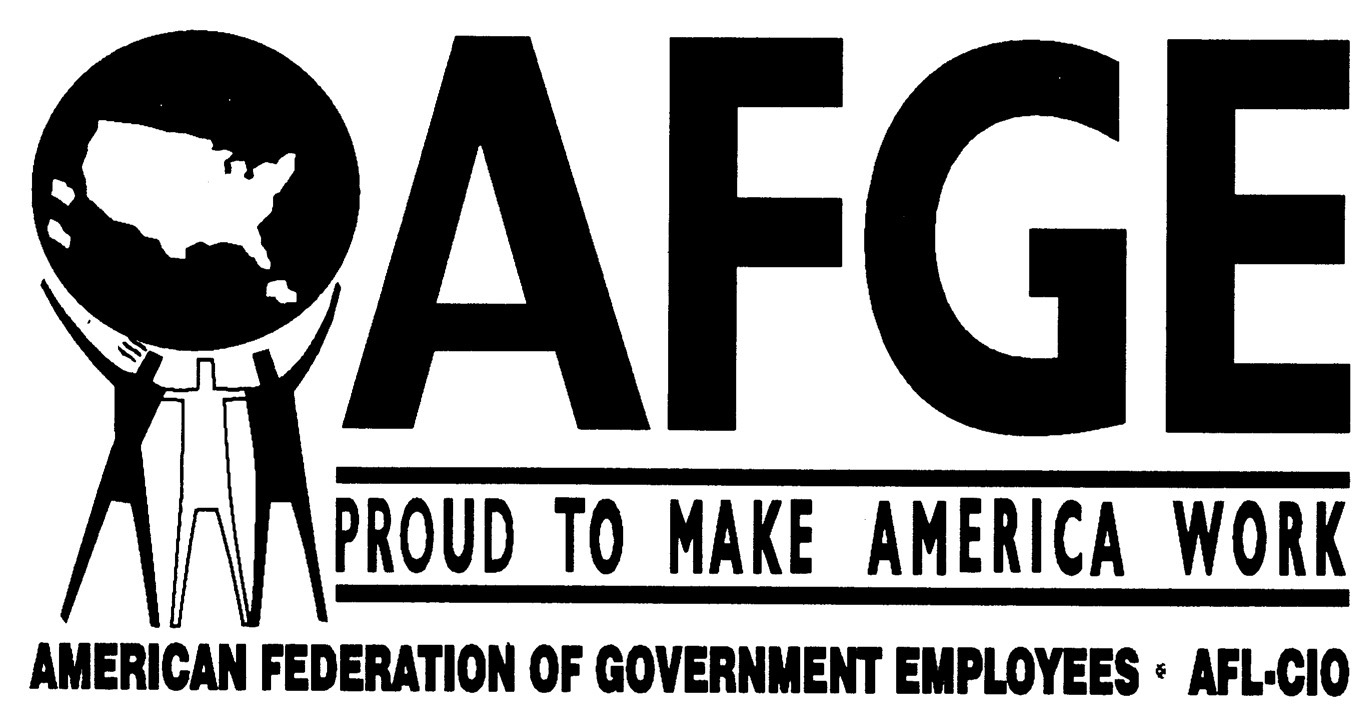 AFGE
PROUD TO MAKE AMERICA WORK
AMERICAN FEDERATION OF GOVERNMENT EMPLOYEES • AFL-CIO